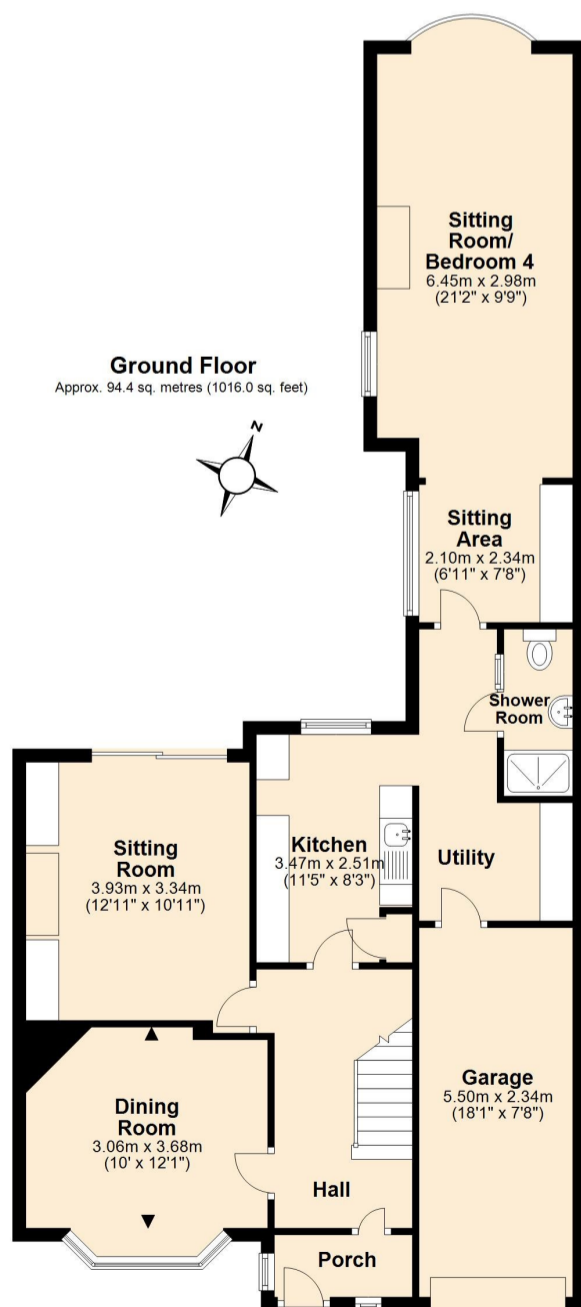 Sitting
Room/
Bedroom 4
6.45m x 2.98m
(21'2" x 9'9")
Ground Floor
Approx. 94.4 sq. metres (1016.0 sq. feet)
N
Sitting
Area
2.10m x 2.34m
(6'11" x 7'8")
Shower
Room
Sitting
Room
3.93m x 3.34m
(12'11" x 10'11")
Kitchen
3.47m x 2.51m
(11'5" x 8'3")
Utility
Garage
5.50m x 2.34m
(18'1" x 7'8")
Dining
Room
3.06m x 3.68m
(10' x 12'1")
Hall
Porch